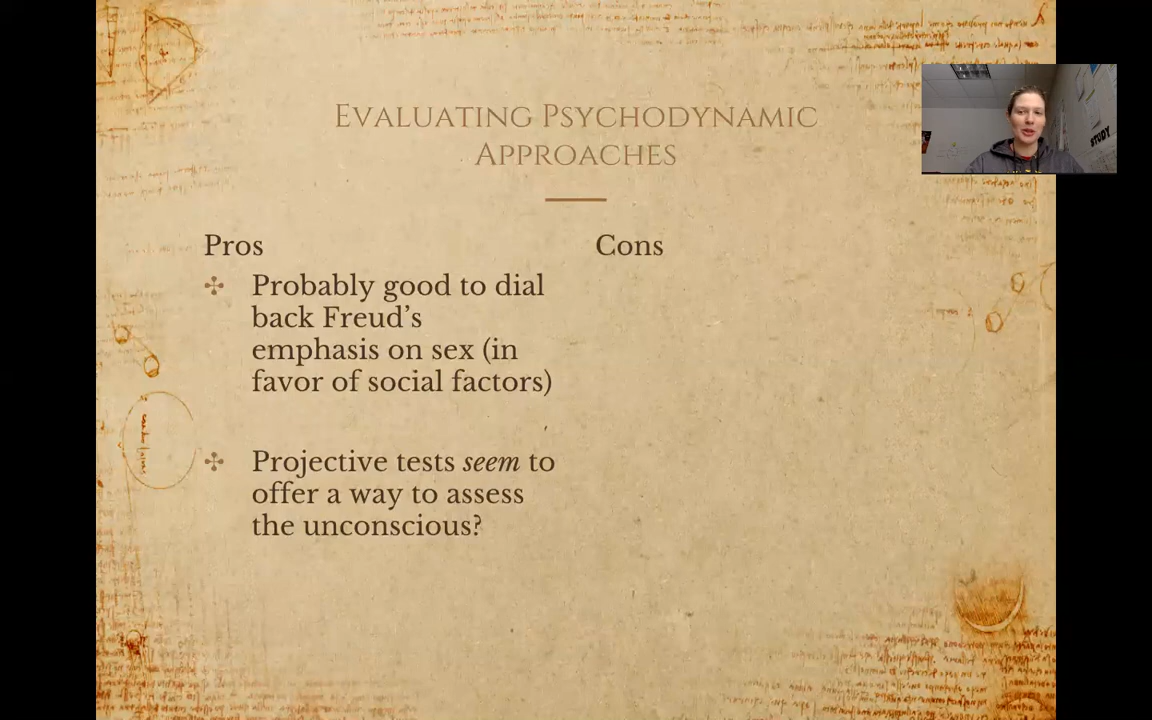 Evaluating Psychodynamic
Approaches
STUDY
Pros
Probably good to dial
back Freud's
emphasis on sex (in
favor of social factors)
Projective tests seem to
offer a way to assess
the unconscious?
Cons